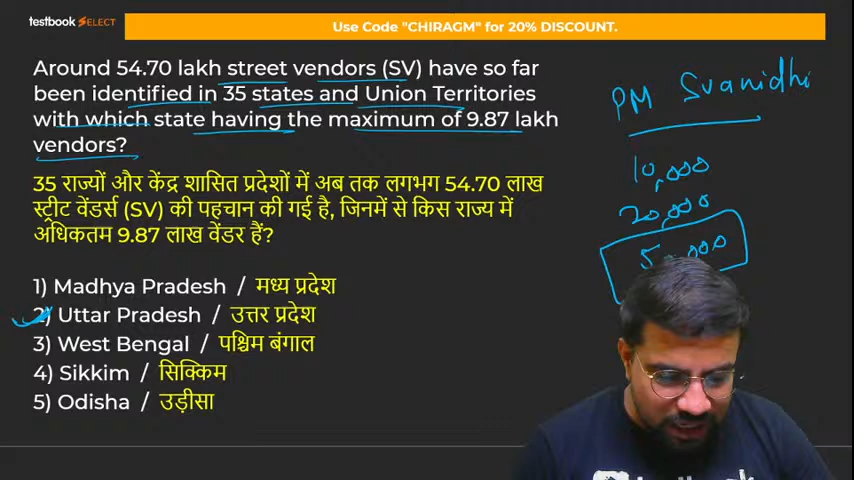 testbook SELECT
Use Code "CHIRAGM" for 20% DISCOUNT.
Around 54.70 lakh street vendors (SV) have so far
been identified in 35 states and Union Territories
with which state having the maximum of 9.87 lakh
vendors?
35 राज्यों और केंद्र शासित प्रदेशों में अब तक लगभग 54.70 लाख
स्ट्रीट वेंडर्स (SV) की पहचान की गई है, जिनमें से किस राज्य में
अधिकतम 9.87 लाख वेंडर हैं?
1) Madhya Pradesh / मध्य प्रदेश
2) Uttar Pradesh / उत्तर प्रदेश
3) West Bengal / पश्चिम बंगाल
4) Sikkim / सिक्किम
5) Odisha / उड़ीसा
PM Svanidhi
10,000
20,000
50,000